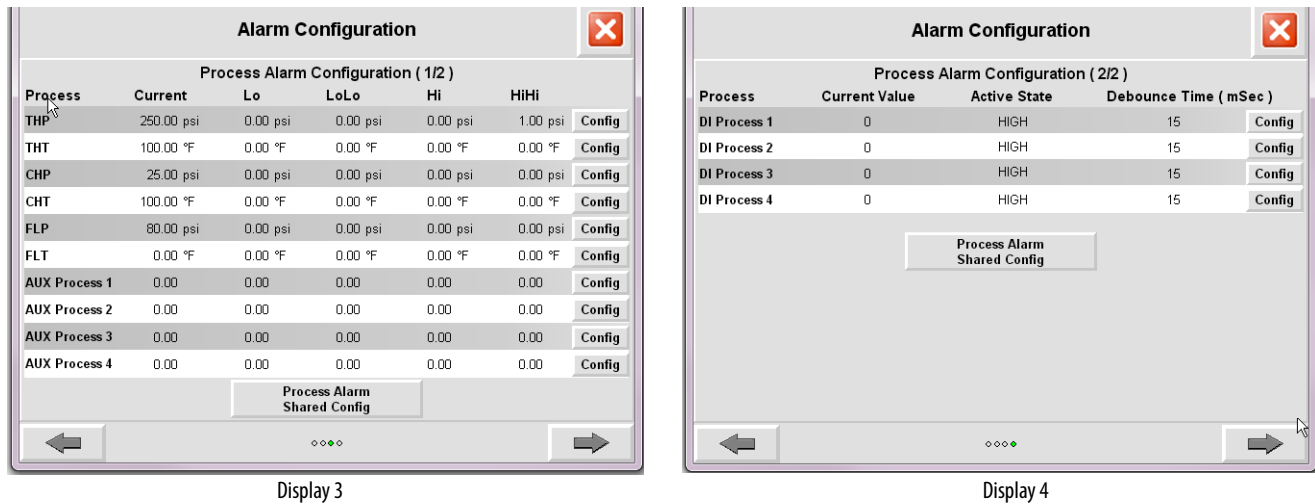 Alarm Configuration
Process Alarm Configuration ( 1/2 )
Process Current Lo LoLo Hi HiHi
THP 250.00 psi 0.00 psi 0.00 psi 0.00 psi 1.00 psi Config
THT 100.00 °F 0.00 °F 0.00 °F 0.00 °F 0.00 °F Config
CHP 25.00 psi 0.00 psi 0.00 psi 0.00 psi 0.00 psi Config
CHT 100.00 °F 0.00 °F 0.00 °F 0.00 °F 0.00 °F Config
FLP 80.00 psi 0.00 psi 0.00 psi 0.00 psi 0.00 psi Config
FLT 0.00 °F 0.00 °F 0.00 °F 0.00 °F 0.00 °F Config
AUX Process 1 0.00 0.00 0.00 0.00 0.00 Config
AUX Process 2 0.00 0.00 0.00 0.00 0.00 Config
AUX Process 3 0.00 0.00 0.00 0.00 0.00 Config
AUX Process 4 0.00 0.00 0.00 0.00 0.00 Config
Process Alarm
Shared Config
Display 3
Alarm Configuration
Process Alarm Configuration ( 2/2 )
Process Current Value Active State Debounce Time ( mSec )
DI Process 1 0 HIGH 15 Config
DI Process 2 0 HIGH 15 Config
DI Process 3 0 HIGH 15 Config
DI Process 4 0 HIGH 15 Config
Process Alarm
Shared Config
Display 4